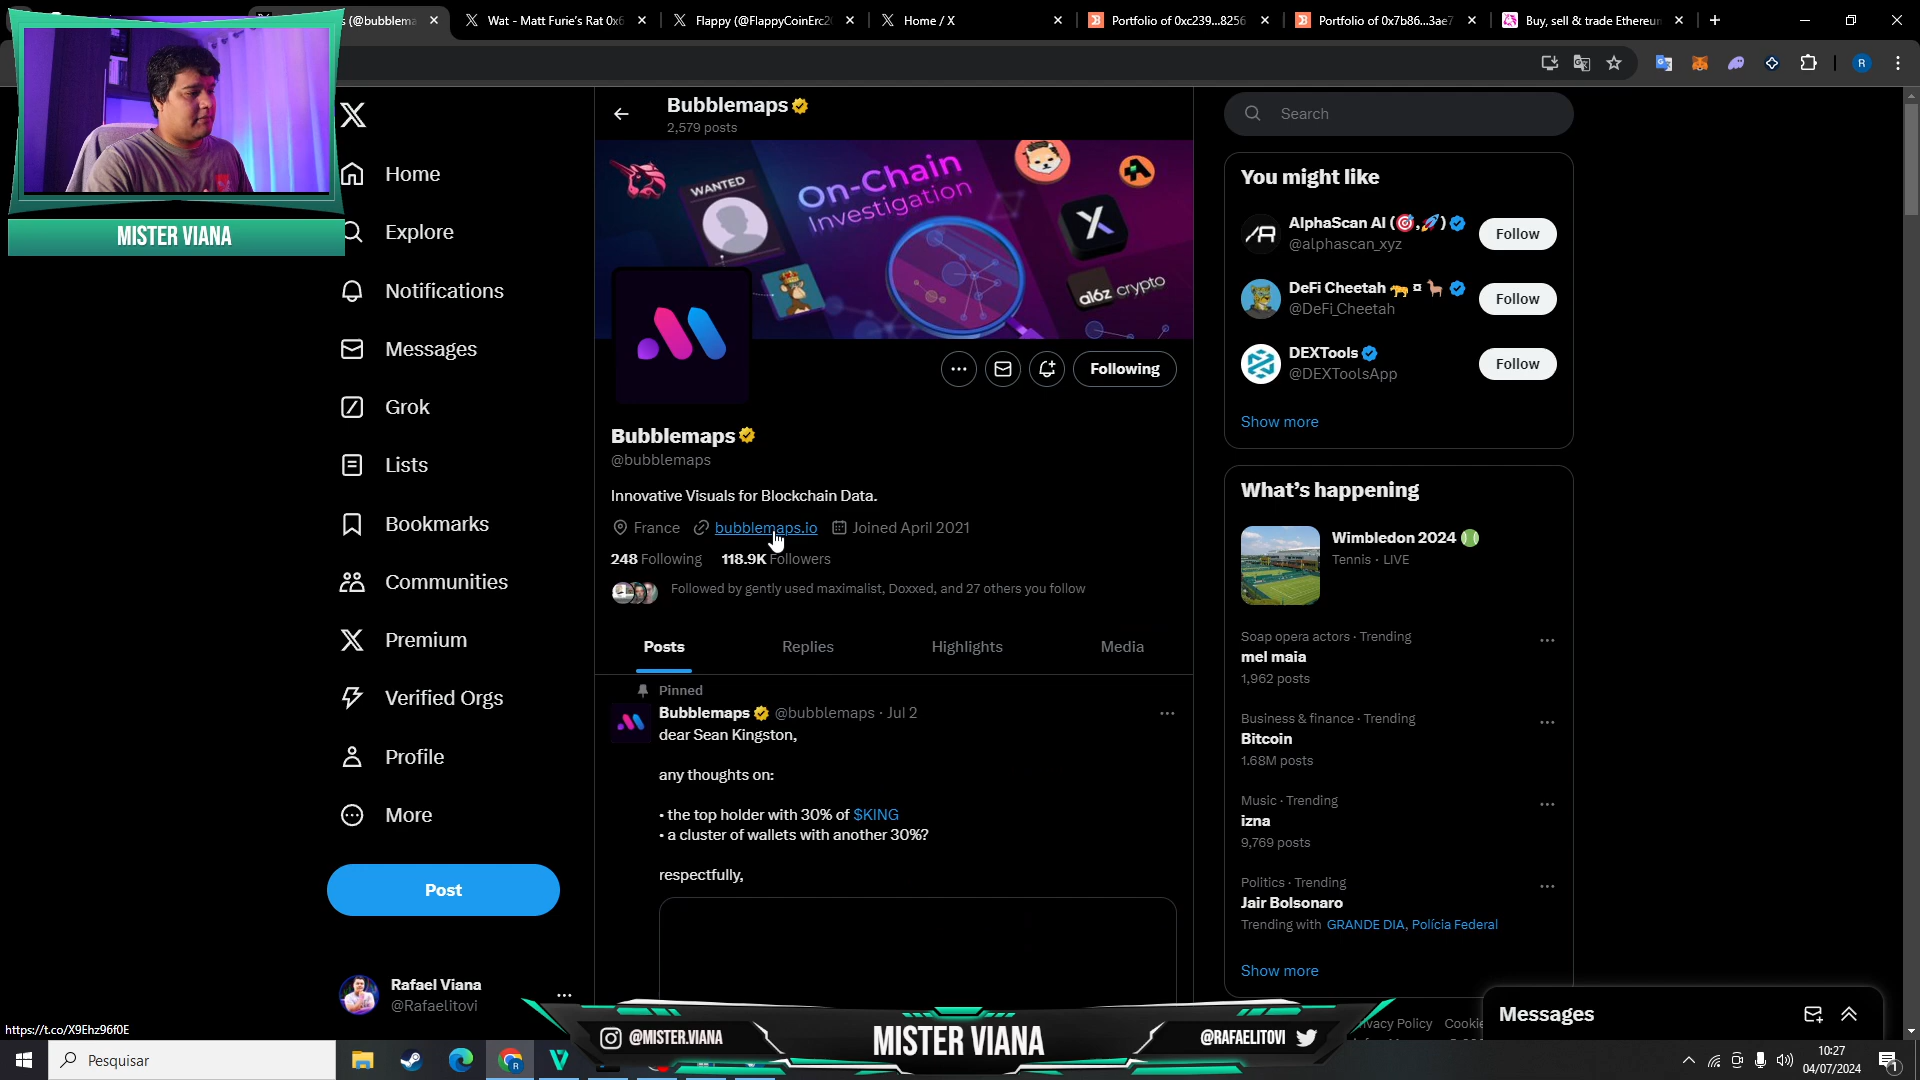 (@bubblema
Wat - Matt Furie's Rat 0x6
Flappy (@FlappyCoinErc2
Home / X
Portfolio of 0xc239...8256
Portfolio of 0x7b86...3ae7
Buy, sell & trade Ethereum
R
MISTER VIANA
Home
Explore
Notifications
Messages
Grok
Lists
Bookmarks
Communities
Premium
Verified Orgs
Profile
More
Post
Rafael Viana
@Rafaelitovi
https://t.co/X9Ehz96f0E
Bubblemaps
2,579 posts
WANTED
On-Chain
Investigation
a16z crypto
Following
Bubblemaps
@bubblemaps
Innovative Visuals for Blockchain Data.
France bubblemaps.io Joined April 2021
248 Following 118.9K Followers
Followed by gently used maximalist, Doxxed, and 27 others you follow
Posts Replies Highlights Media
Pinned
Bubblemaps @bubblemaps · Jul 2
dear Sean Kingston,
any thoughts on:
• the top holder with 30% of $KING
• a cluster of wallets with another 30%?
respectfully,
Search
You might like
AlphaScan AI (🎯,🚀)
@alphascan_xyz
Follow
DeFi Cheetah 🐆 ¤ 🦙
@DeFi_Cheetah
Follow
DEXTools
@DEXToolsApp
Follow
Show more
What's happening
Wimbledon 2024
Tennis · LIVE
Soap opera actors · Trending
mel maia
1,962 posts
Business & finance · Trending
Bitcoin
1.68M posts
Music · Trending
izna
9,769 posts
Politics · Trending
Jair Bolsonaro
Trending with GRANDE DIA, Polícia Federal
Show more
Messages
Policy Cookie
@MISTER.VIANA
MISTER VIANA
@RAFAELITOVI
Pesquisar
10:27
04/07/2024
1